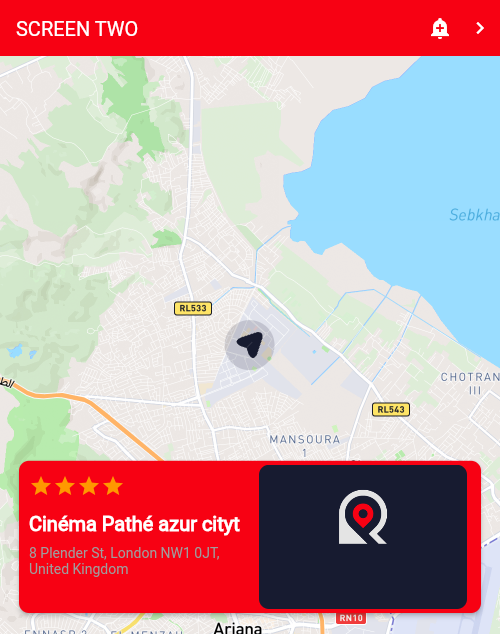 SCREEN TWO
Sebkha
RL533
CHOTRAN
III
RL543
MANSOURA
1
Cinéma Pathé azur cityt
8 Plender St, London NW1 0JT,
United Kingdom
RN10
Ariana